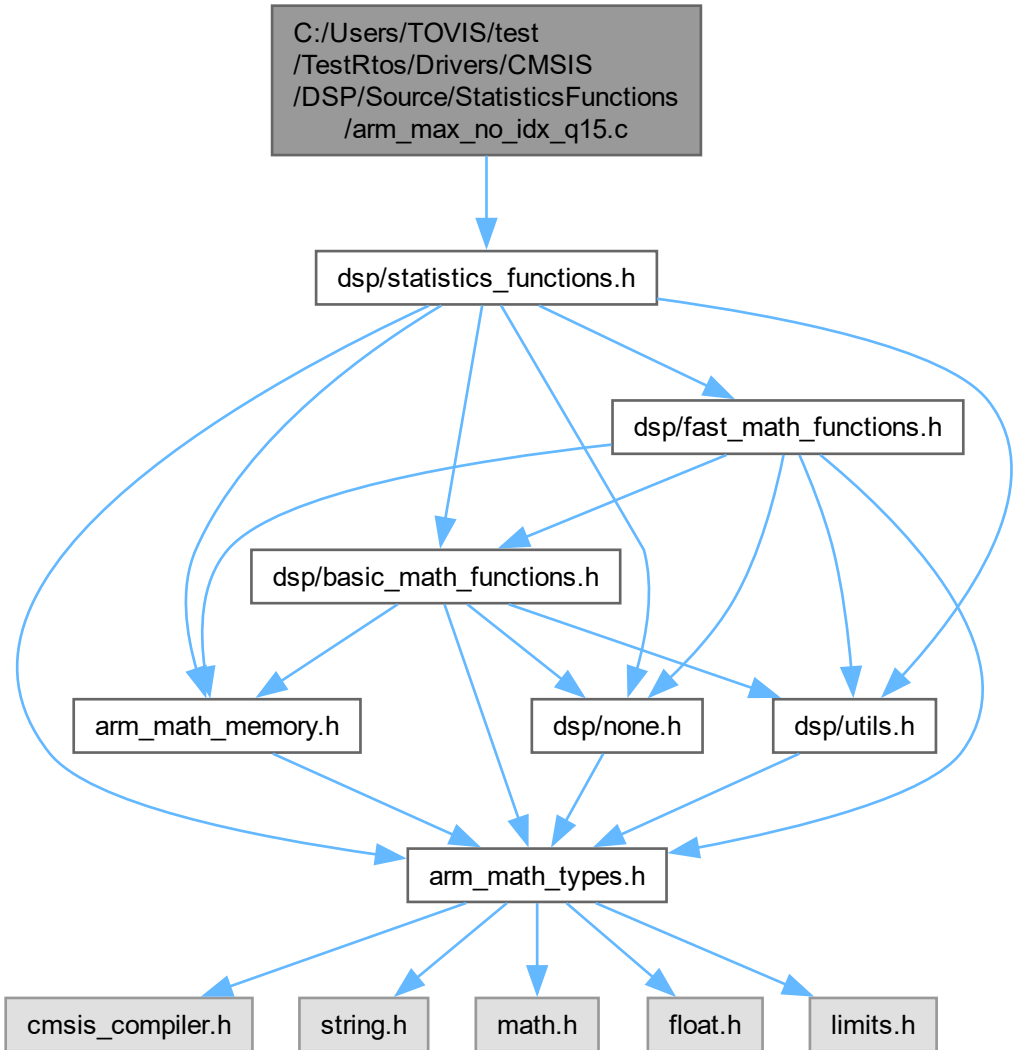 C:/Users/TOVIS/test
/TestRtos/Drivers/CMSIS
/DSP/Source/StatisticsFunctions
/arm_max_no_idx_q15.c
dsp/statistics_functions.h
dsp/fast_math_functions.h
dsp/basic_math_functions.h
arm_math_memory.h
dsp/none.h
dsp/utils.h
arm_math_types.h
cmsis_compiler.h
string.h
math.h
float.h
limits.h